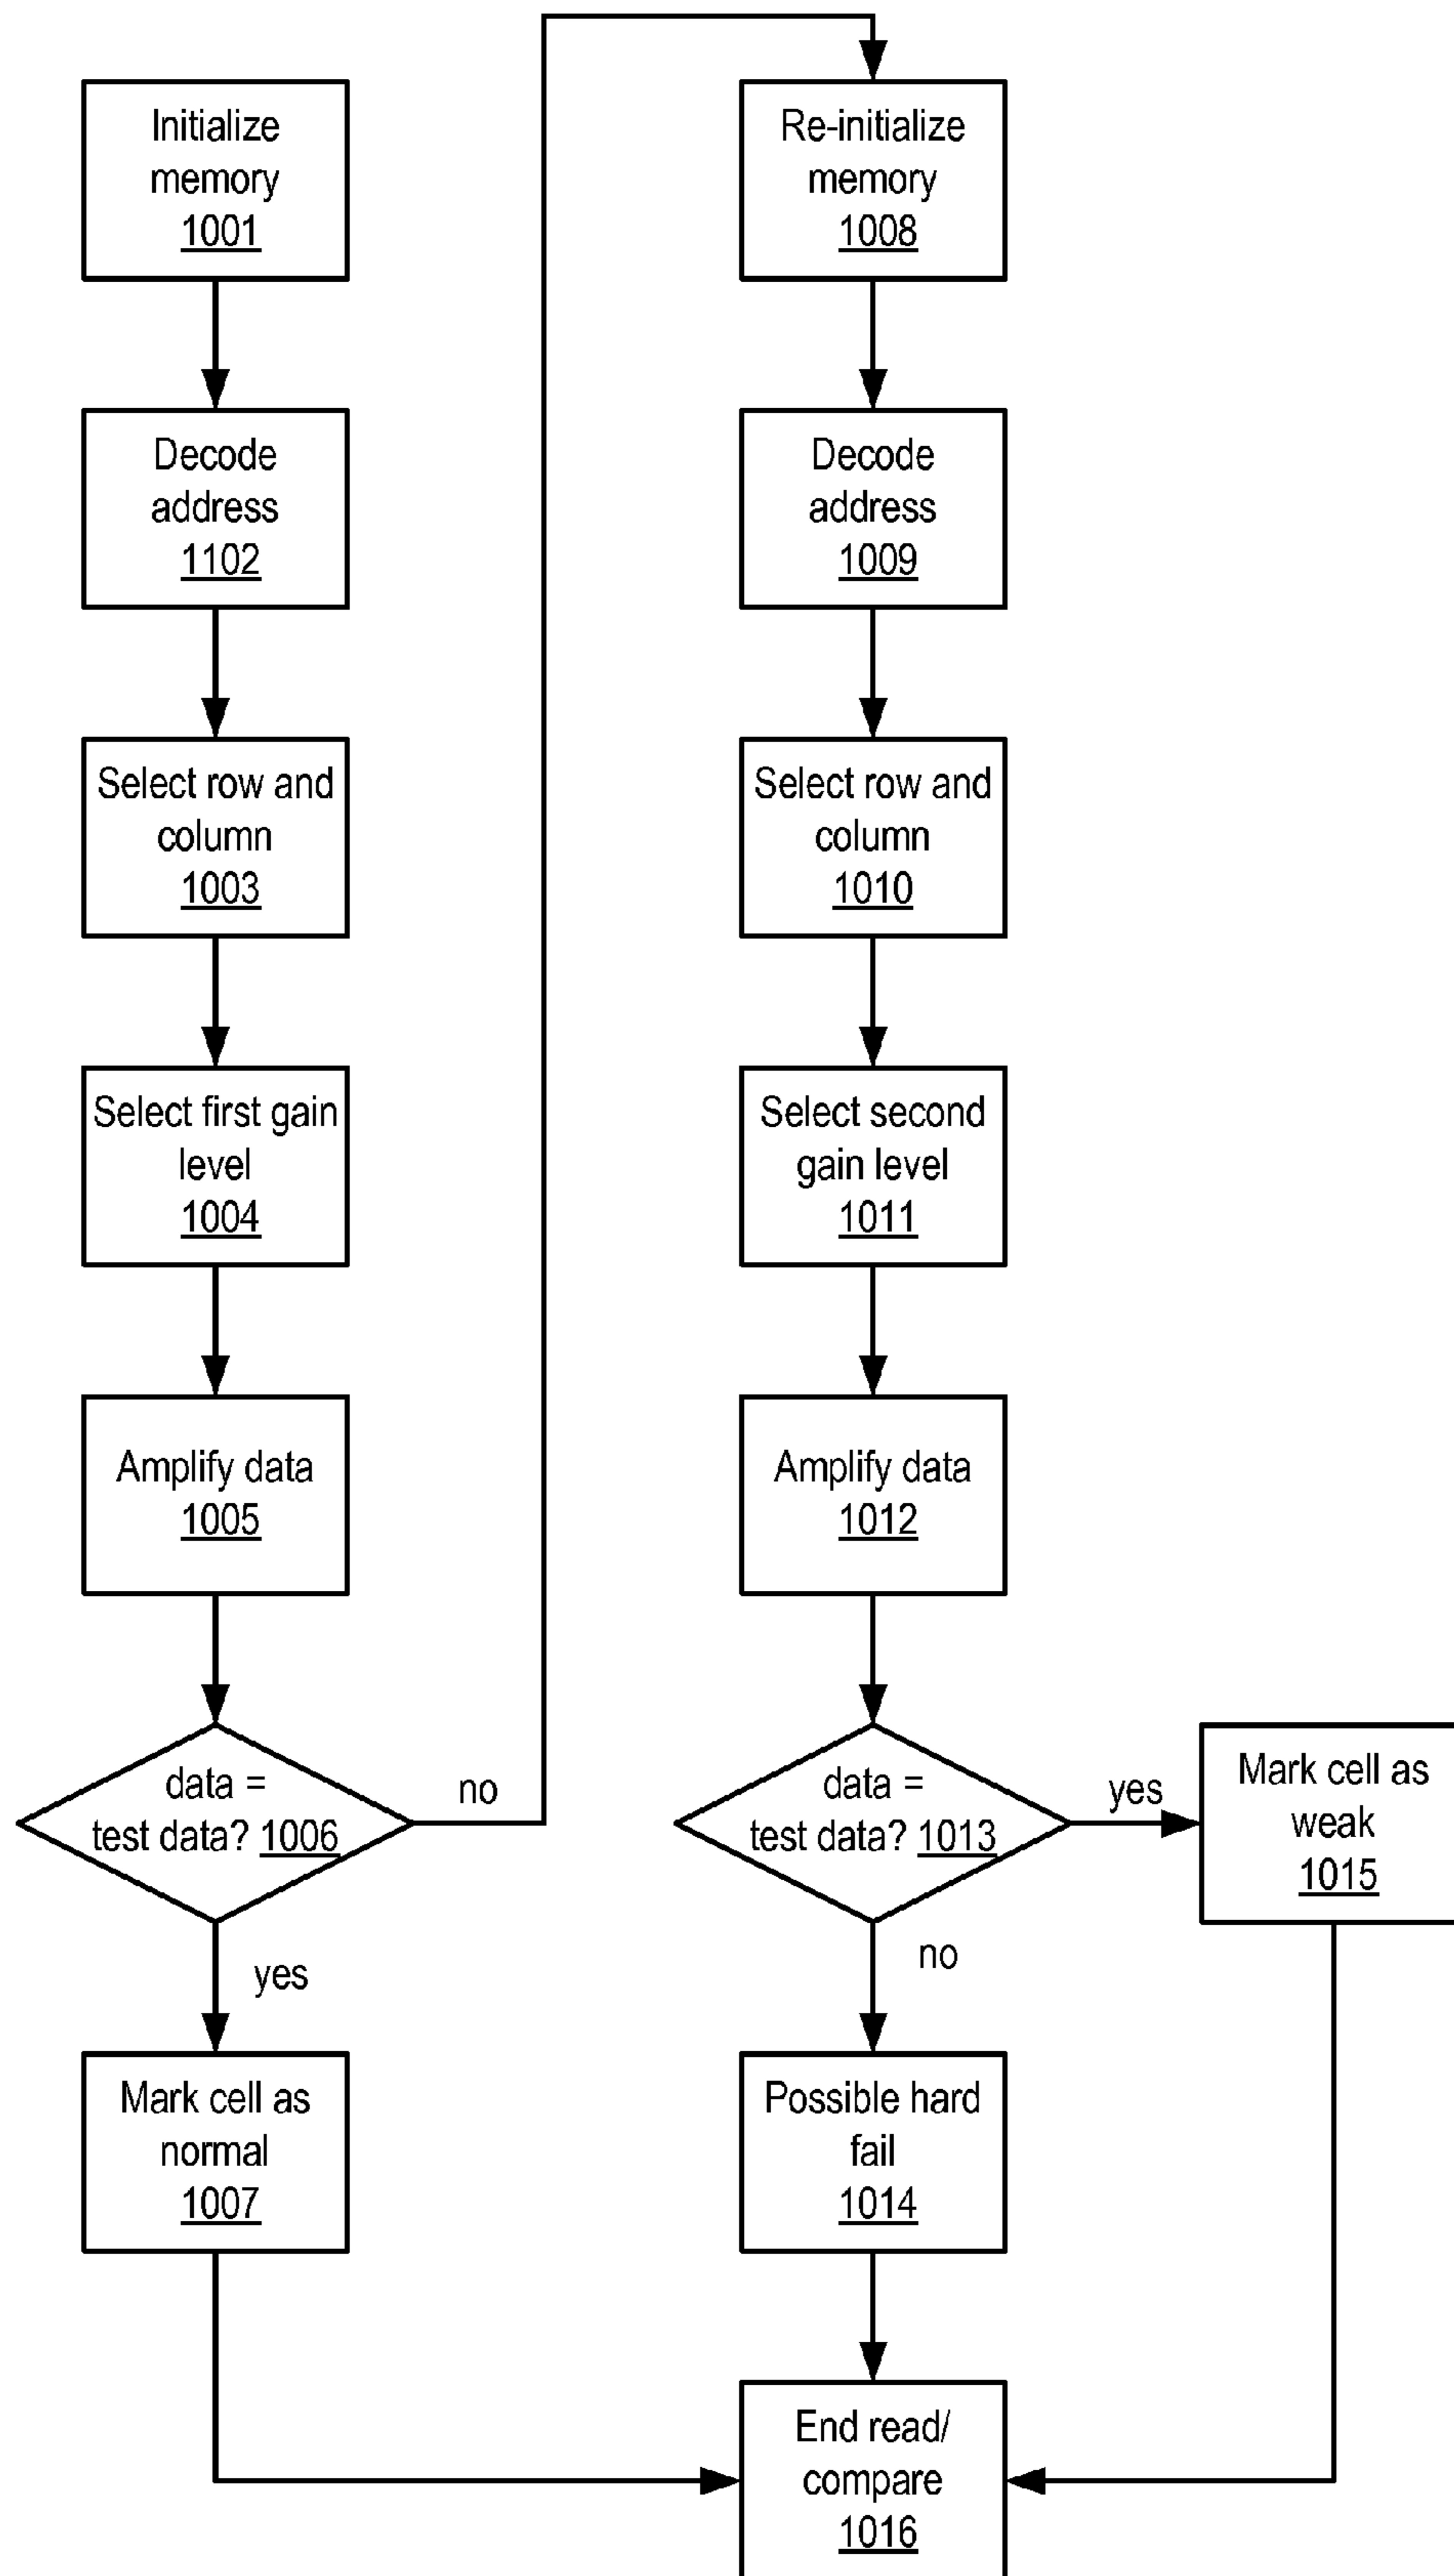 Initialize
memory
1001
Decode
address
1102
Select row and
column
1003
Select first gain
level
1004
Amplify data
1005
data =
test data? 1006
no
yes
Mark cell as
normal
1007
Re-initialize
memory
1008
Decode
address
1009
Select row and
column
1010
Select second
gain level
1011
Amplify data
1012
data =
test data? 1013
yes
no
Mark cell as
weak
1015
Possible hard
fail
1014
End read/
compare
1016